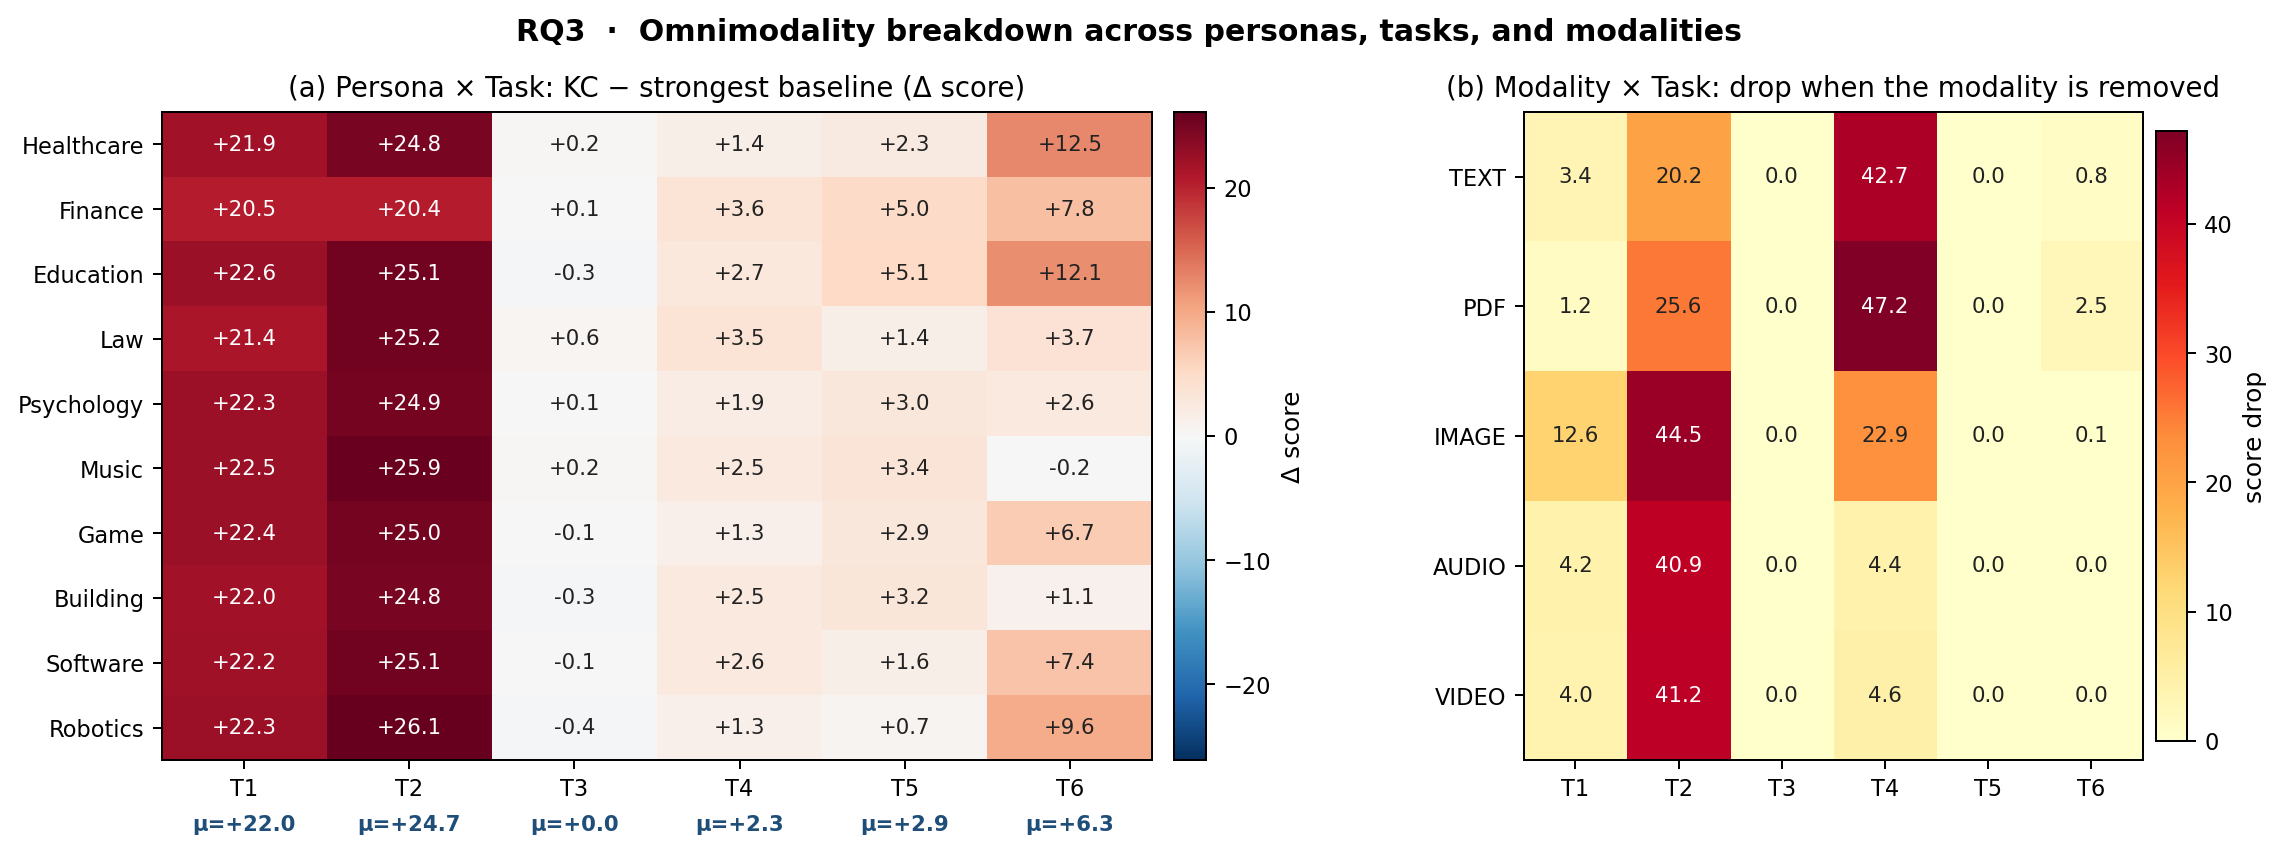 RQ3 · Omnimodality breakdown across personas, tasks, and modalities
(a) Persona × Task: KC − strongest baseline (Δ score)
Healthcare +21.9 +24.8 +0.2 +1.4 +2.3 +12.5
Finance +20.5 +20.4 +0.1 +3.6 +5.0 +7.8
Education +22.6 +25.1 -0.3 +2.7 +5.1 +12.1
Law +21.4 +25.2 +0.6 +3.5 +1.4 +3.7
Psychology +22.3 +24.9 +0.1 +1.9 +3.0 +2.6
Music +22.5 +25.9 +0.2 +2.5 +3.4 -0.2
Game +22.4 +25.0 -0.1 +1.3 +2.9 +6.7
Building +22.0 +24.8 -0.3 +2.5 +3.2 +1.1
Software +22.2 +25.1 -0.1 +2.6 +1.6 +7.4
Robotics +22.3 +26.1 -0.4 +1.3 +0.7 +9.6
T1 T2 T3 T4 T5 T6
μ=+22.0 μ=+24.7 μ=+0.0 μ=+2.3 μ=+2.9 μ=+6.3
20
10
0
−10
−20
Δ score
(b) Modality × Task: drop when the modality is removed
TEXT 3.4 20.2 0.0 42.7 0.0 0.8
PDF 1.2 25.6 0.0 47.2 0.0 2.5
IMAGE 12.6 44.5 0.0 22.9 0.0 0.1
AUDIO 4.2 40.9 0.0 4.4 0.0 0.0
VIDEO 4.0 41.2 0.0 4.6 0.0 0.0
T1 T2 T3 T4 T5 T6
40
30
20
10
0
score drop